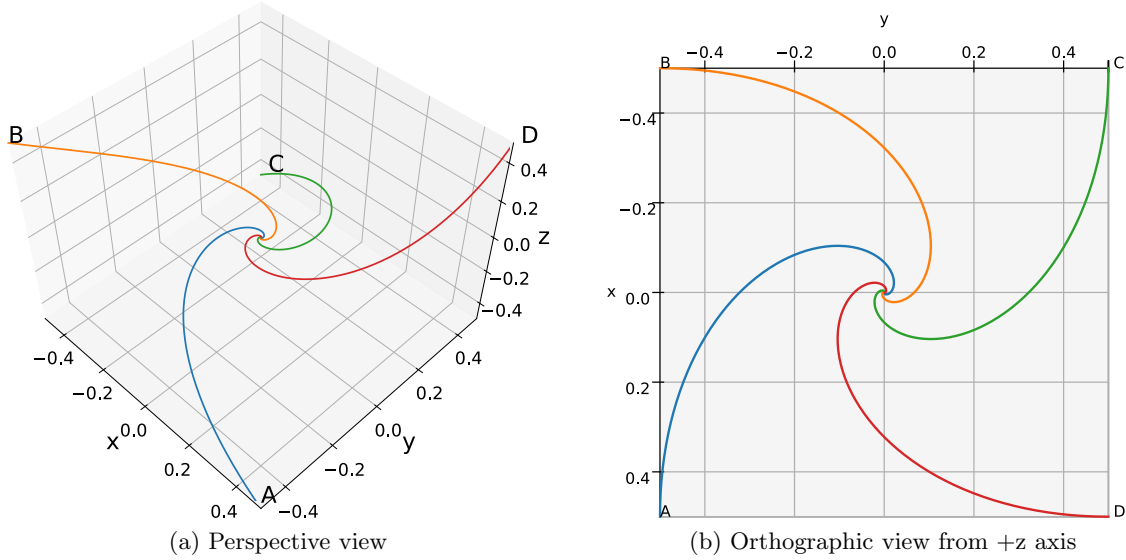 y
−0.4 −0.2 0.0 0.2 0.4
B C
B D
C
−0.4
0.4
−0.2
0.2
0.0 z
x 0.0
−0.2
−0.4
−0.4 0.4
−0.2 0.2
0.2
x 0.0 0.0 y
0.2 −0.2
0.4
0.4 A −0.4
A D
(a) Perspective view
(b) Orthographic view from +z axis